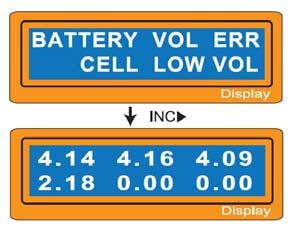 BATTERY VOL ERR
CELL LOW VOL
Display
INC▶
4.14 4.16 4.09
2.18 0.00 0.00
Display